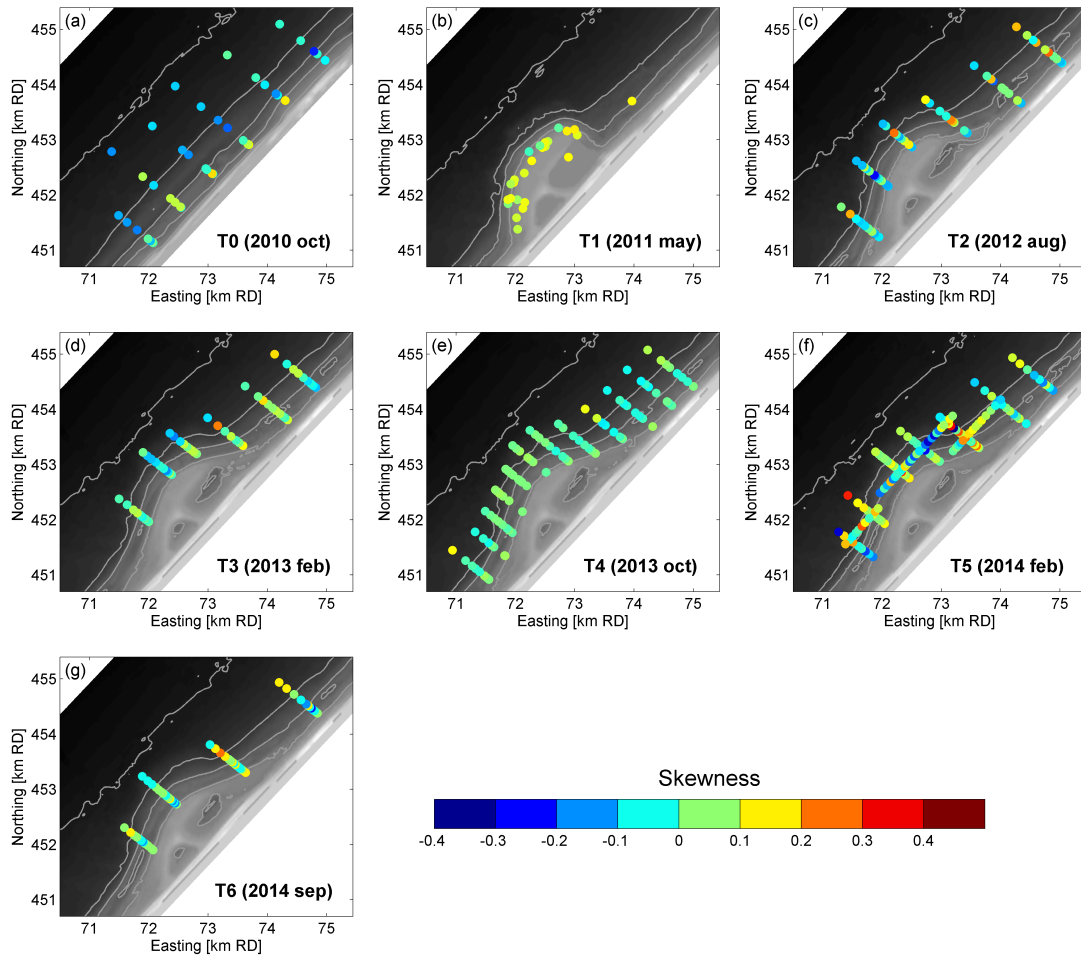 (a)
455
454
453
452
451
Northing [km RD]
T0 (2010 oct)
71 72 73 74 75
Easting [km RD]
(b)
455
454
453
452
451
Northing [km RD]
T1 (2011 may)
71 72 73 74 75
Easting [km RD]
(c)
455
454
453
452
451
Northing [km RD]
T2 (2012 aug)
71 72 73 74 75
Easting [km RD]
(d)
455
454
453
452
451
Northing [km RD]
T3 (2013 feb)
71 72 73 74 75
Easting [km RD]
(e)
455
454
453
452
451
Northing [km RD]
T4 (2013 oct)
71 72 73 74 75
Easting [km RD]
(f)
455
454
453
452
451
Northing [km RD]
T5 (2014 feb)
71 72 73 74 75
Easting [km RD]
(g)
455
454
453
452
451
Northing [km RD]
T6 (2014 sep)
71 72 73 74 75
Easting [km RD]
Skewness
-0.4 -0.3 -0.2 -0.1 0 0.1 0.2 0.3 0.4